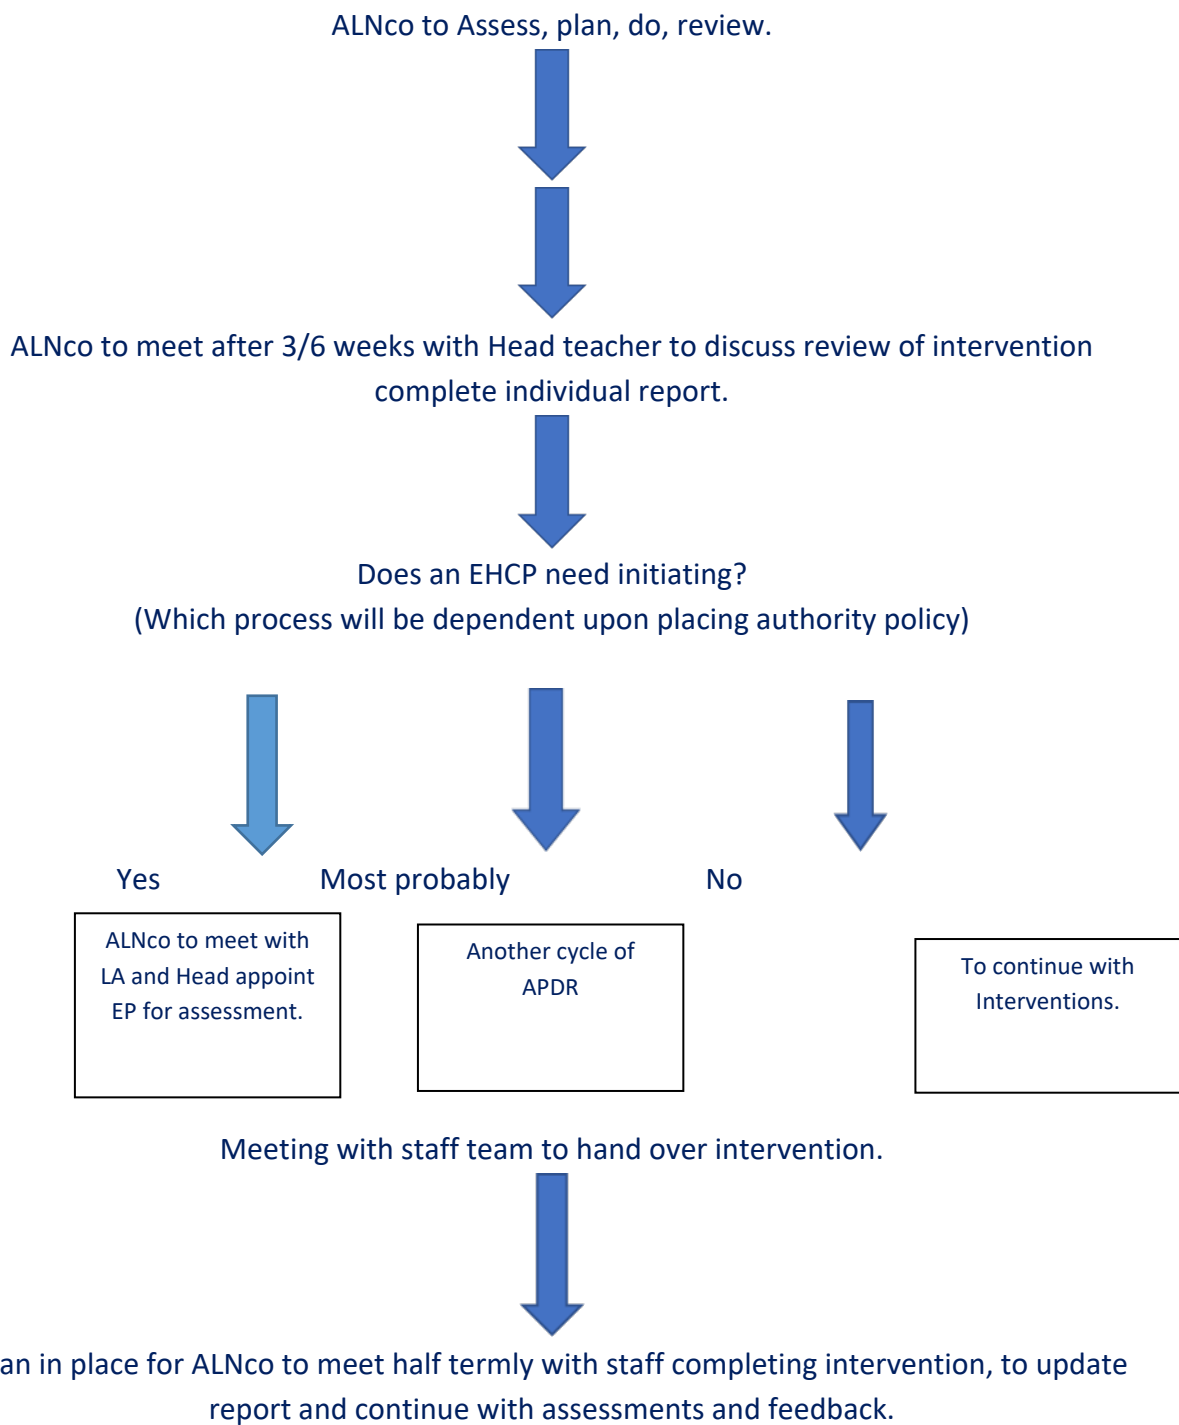 ALNco to Assess, plan, do, review.
ALNco to meet after 3/6 weeks with Head teacher to discuss review of intervention
complete individual report.
Does an EHCP need initiating?
(Which process will be dependent upon placing authority policy)
Yes Most probably No
ALNco to meet with
LA and Head appoint
EP for assessment.
Another cycle of
APDR
To continue with
Interventions.
Meeting with staff team to hand over intervention.
an in place for ALNco to meet half termly with staff completing intervention, to update
report and continue with assessments and feedback.